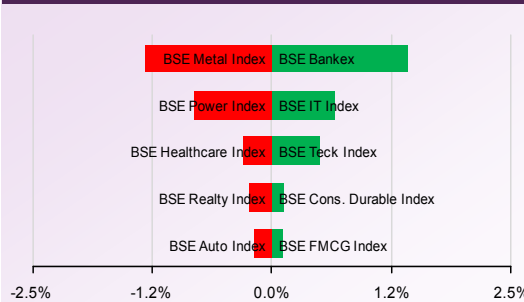 BSE Metal Index BSE Bankex
BSE Power Index BSE IT Index
BSE Healthcare Index BSE Teck Index
BSE Realty Index BSE Cons. Durable Index
BSE Auto Index BSE FMCG Index
-2.5% -1.2% 0.0% 1.2% 2.5%